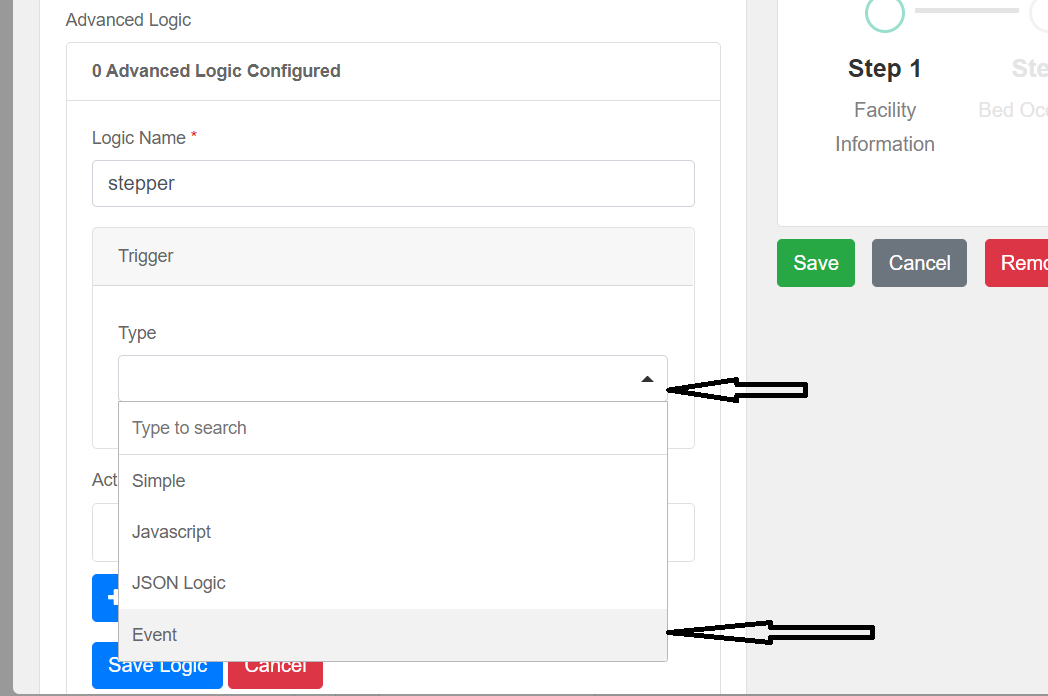 Advanced Logic
0 Advanced Logic Configured
Logic Name *
stepper
Trigger
Type
Type to search
Simple
Javascript
JSON Logic
Event
Act
+
Save Logic
Cancel
Step 1
Facility
Information
Ste
Bed Occ
Save
Cancel
Remo